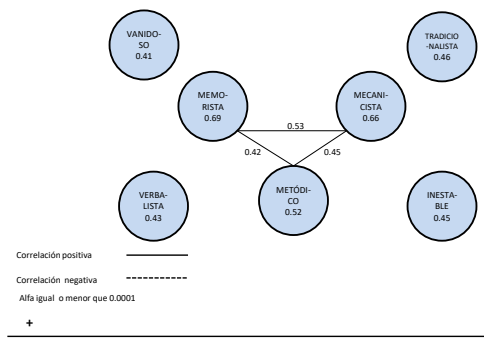 VANIDO-
SO
0.41
TRADICIO
-NALISTA
0.46
MEMO-
RISTA
0.69
MECANI-
CISTA
0.66
0.53
0.42
0.45
VERBA-
LISTA
0.43
METÓDI-
CO
0.52
INESTA-
BLE
0.45
Correlación positiva
Correlación negativa
Alfa igual o menor que 0.0001
+